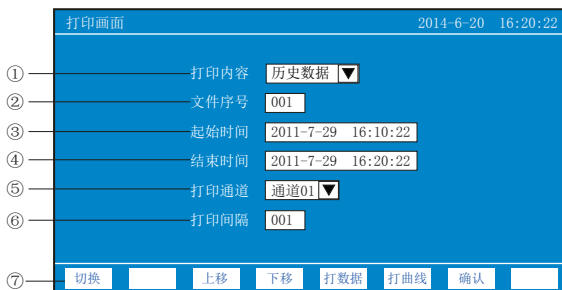 打印画面 2014-6-20 16:20:22
① 打印内容 历史数据
② 文件序号 001
③ 起始时间 2011-7-29 16:10:22
④ 结束时间 2011-7-29 16:20:22
⑤ 打印通道 通道01
⑥ 打印间隔 001
⑦ 切换 上移 下移 打数据 打曲线 确认